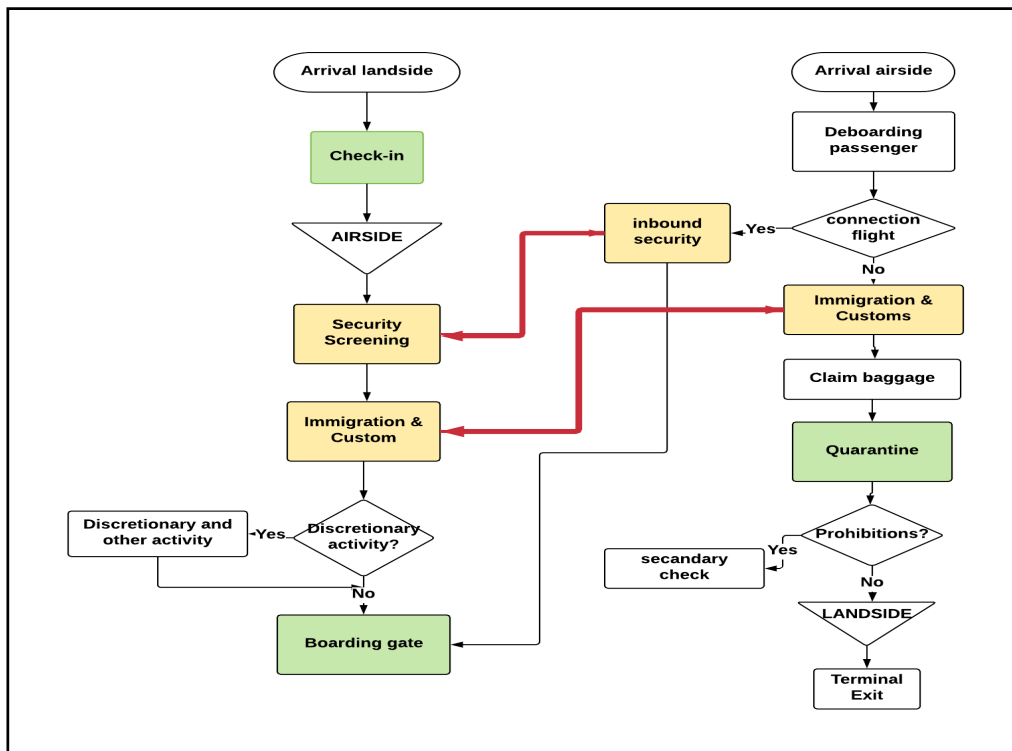 Arrival landside
Check-in
AIRSIDE
Security
Screening
Immigration &
Custom
Discretionary
activity?
Yes
Discretionary and
other activity
No
Boarding gate
Arrival airside
Deboarding
passenger
connection
flight
Yes
inbound
security
No
Immigration &
Customs
Claim baggage
Quarantine
Prohibitions?
Yes
secandary
check
No
LANDSIDE
Terminal
Exit